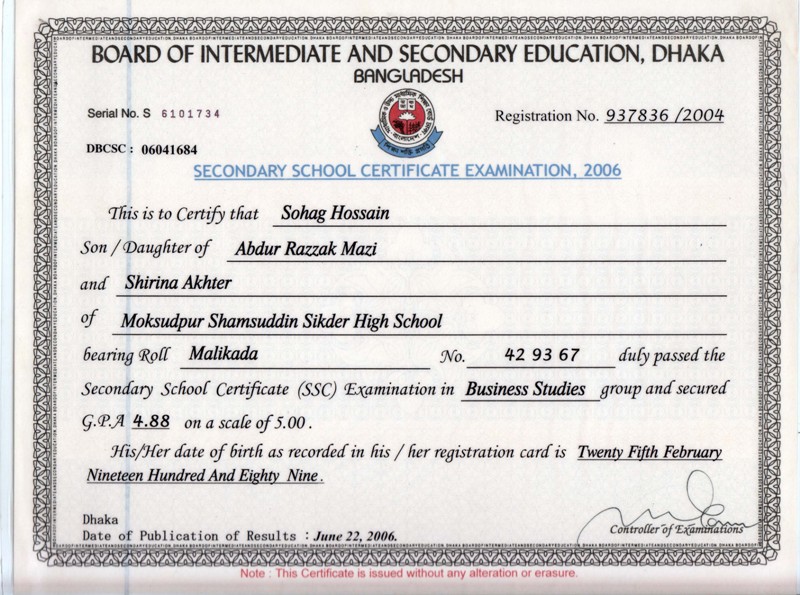 BOARD OF INTERMEDIATE AND SECONDARY EDUCATION, DHAKA
BANGLADESH
Serial No. S 6101734
Registration No. 937836 /2004
DBCSC : 06041684
SECONDARY SCHOOL CERTIFICATE EXAMINATION, 2006
This is to Certify that Sohag Hossain
Son / Daughter of Abdur Razzak Mazi
and Shirina Akhter
of Moksudpur Shamsuddin Sikder High School
bearing Roll Malikada No. 42 93 67 duly passed the
Secondary School Certificate (SSC) Examination in Business Studies group and secured
G.P.A 4.88 on a scale of 5.00 .
His/Her date of birth as recorded in his / her registration card is Twenty Fifth February
Nineteen Hundred And Eighty Nine .
Controller of Examinations
Dhaka
Date of Publication of Results : June 22, 2006.
Note : This Certificate is issued without any alteration or erasure.